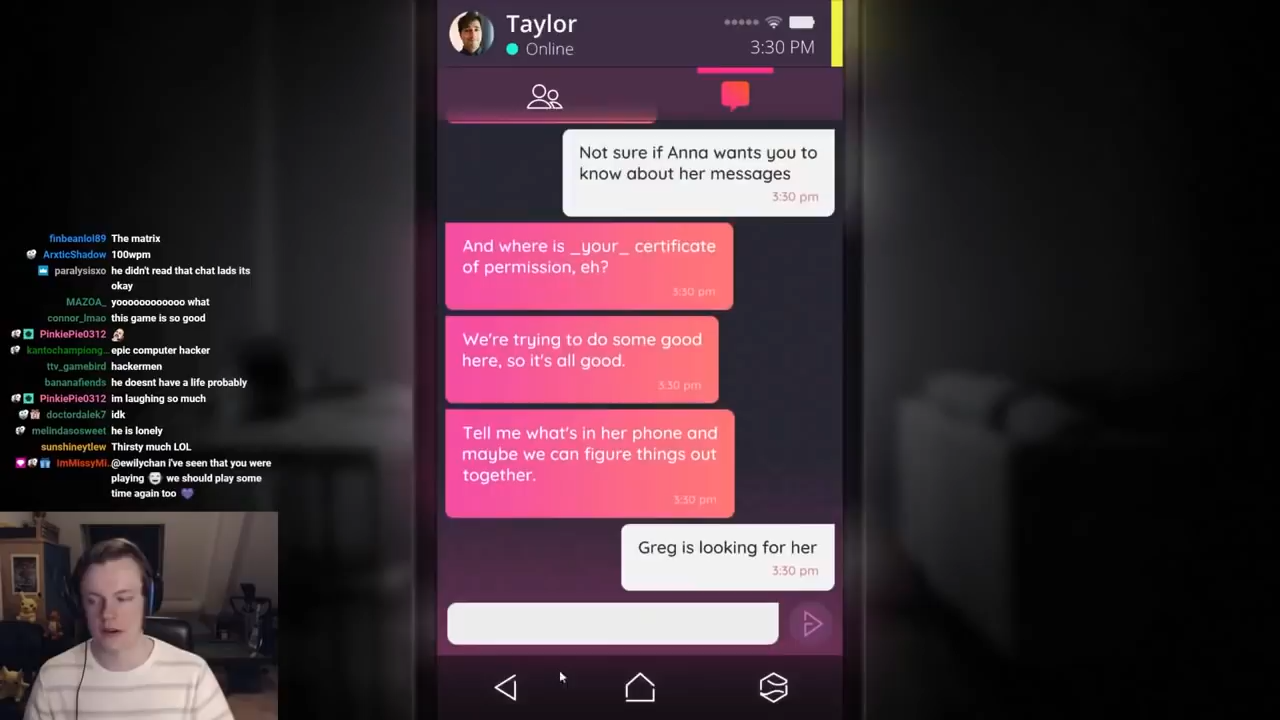 Taylor
Online
3:30 PM
Not sure if Anna wants you to
know about her messages
3:30 pm
And where is _your_ certificate
of permission, eh?
3:30 pm
We're trying to do some good
here, so it's all good.
3:30 pm
Tell me what's in her phone and
maybe we can figure things out
together.
3:30 pm
Greg is looking for her
3:30 pm
finbeanlol89 The matrix
ArxticShadow 100wpm
paralysisxo he didn't read that chat lads its
okay
MAZOA_ yooooooooooo what
connor_lmao this game is so good
PinkiePie0312
kantochampiong... epic computer hacker
ttv_gamebird hackermen
bananafiends he doesnt have a life probably
PinkiePie0312 im laughing so much
doctordalek7 idk
melindasosweet he is lonely
sunshineytlew Thirsty much LOL
ImMissyMi... @ewilychan i've seen that you were
playing we should play some
time again too